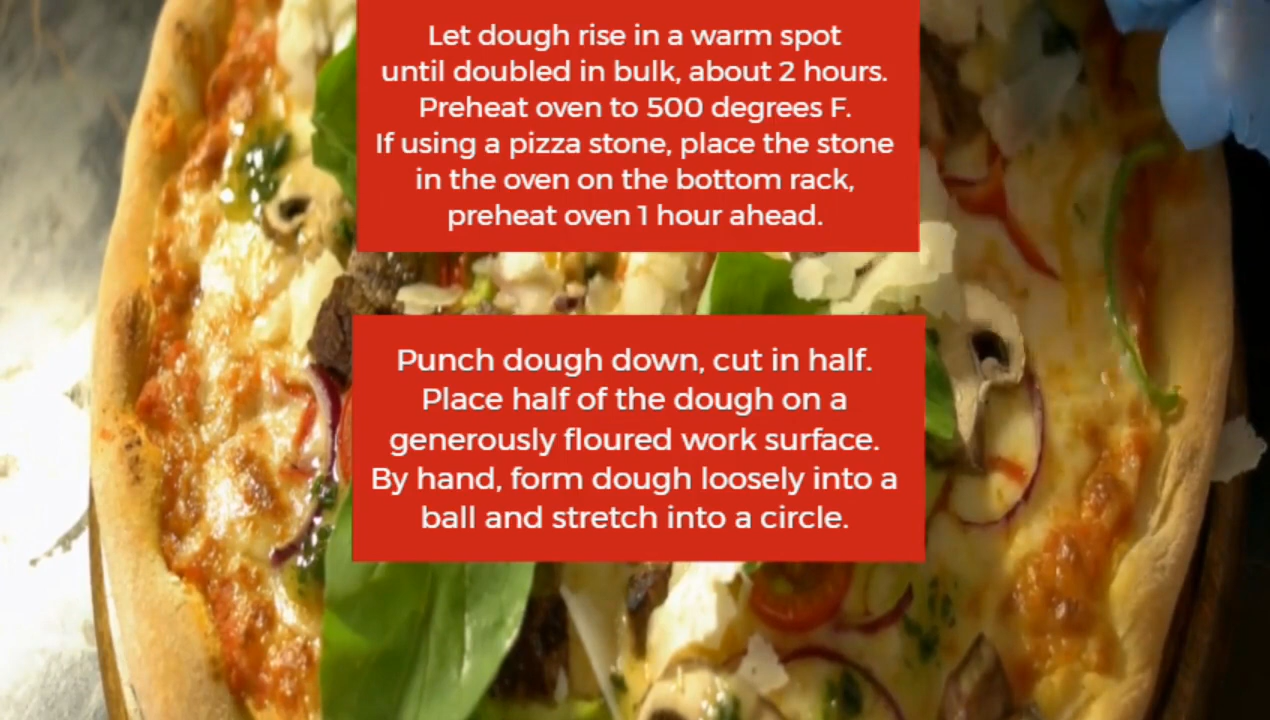 Let dough rise in a warm spot
until doubled in bulk, about 2 hours.
Preheat oven to 500 degrees F.
If using a pizza stone, place the stone
in the oven on the bottom rack,
preheat oven 1 hour ahead.
Punch dough down, cut in half.
Place half of the dough on a
generously floured work surface.
By hand, form dough loosely into a
ball and stretch into a circle.